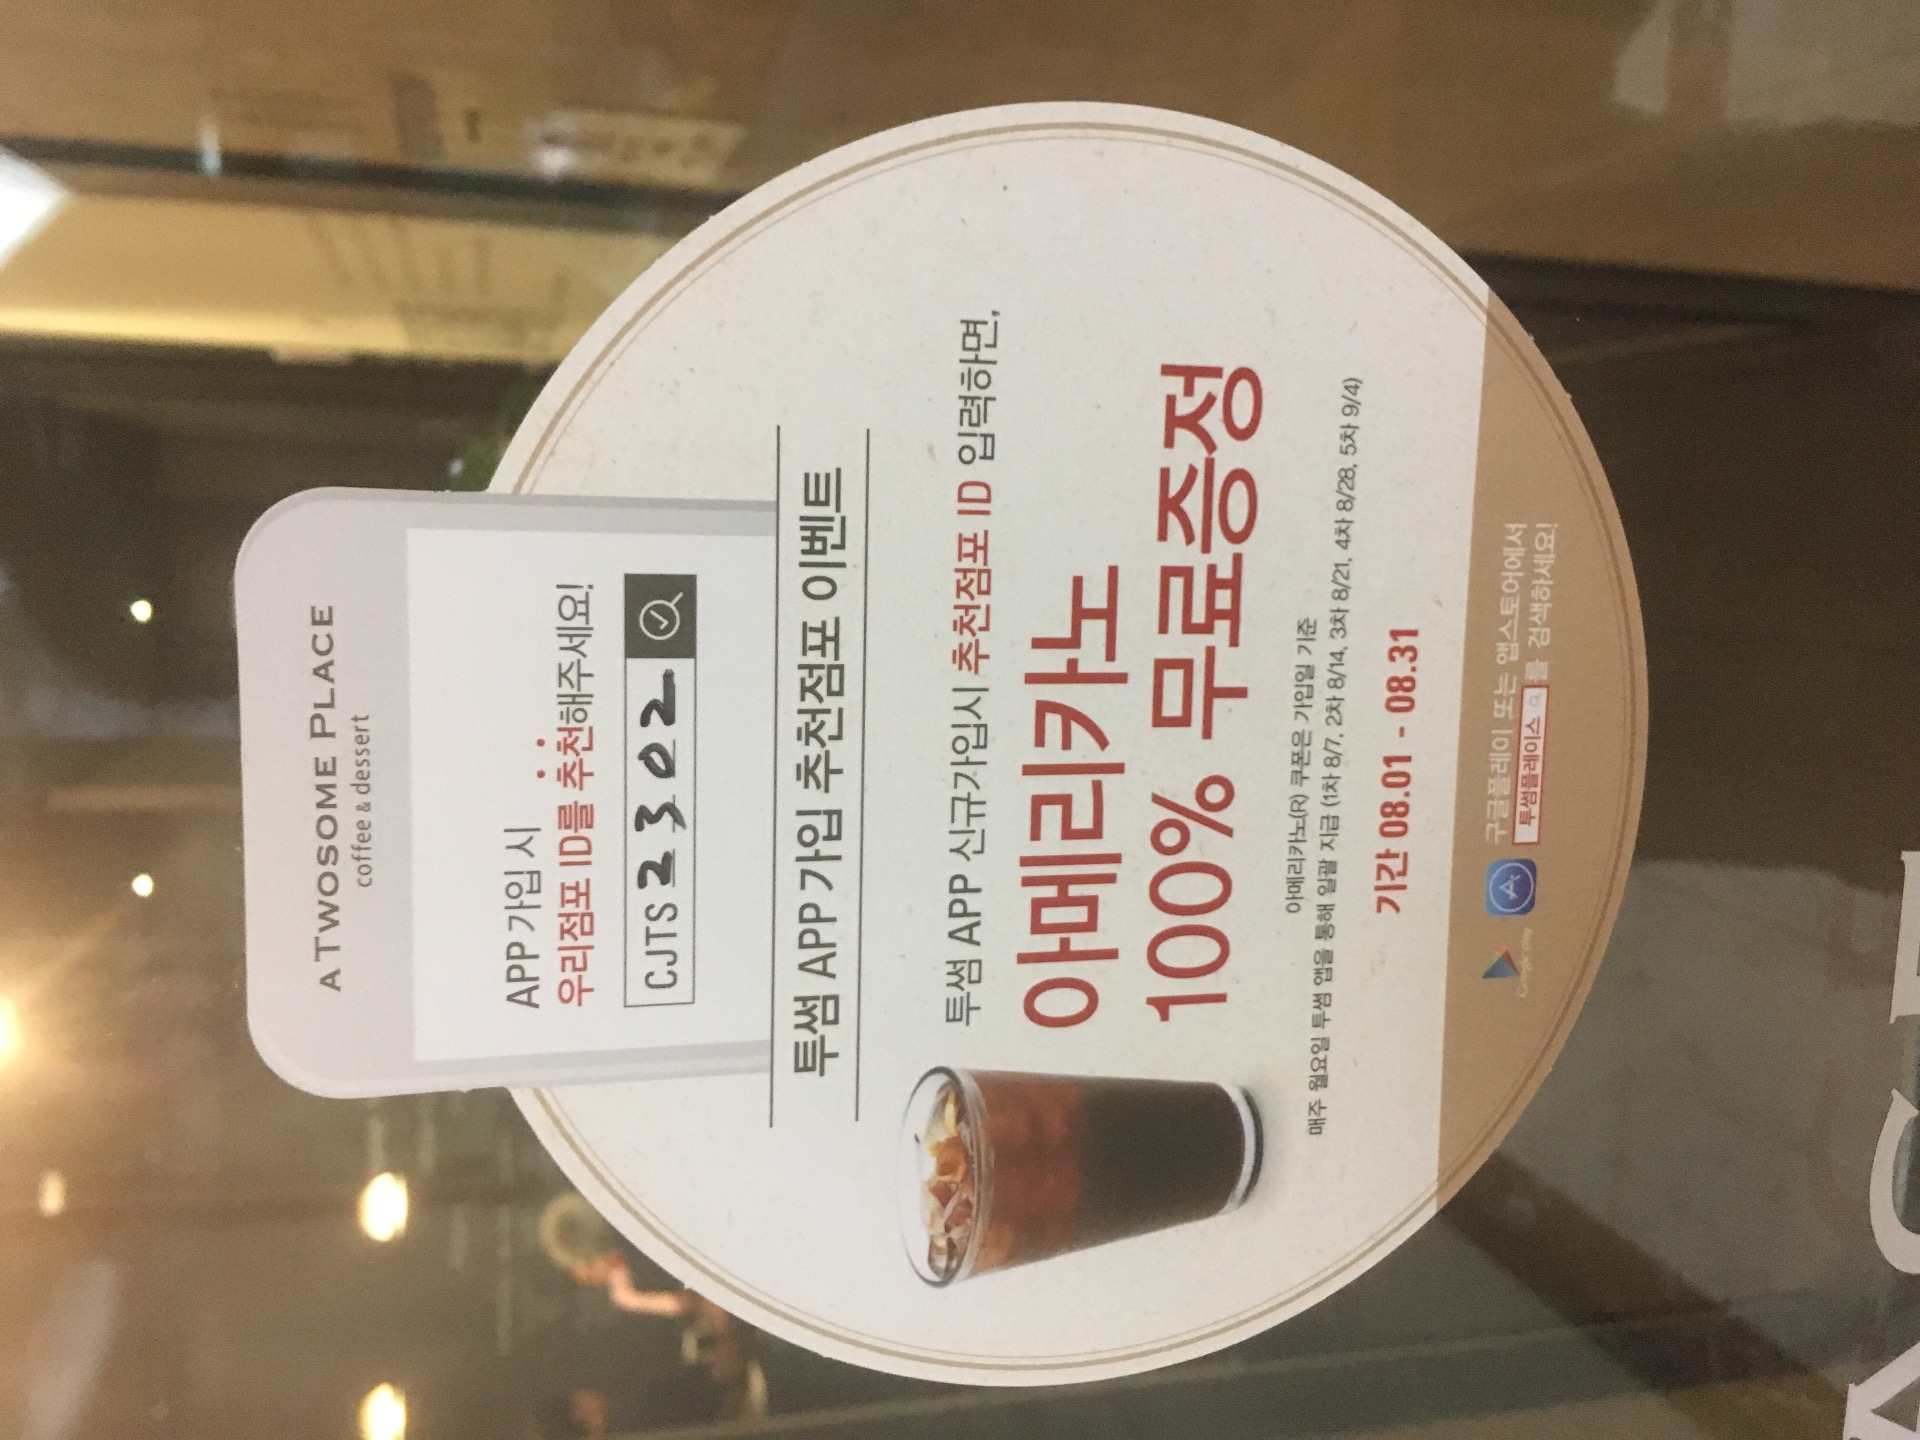 A TWOSOME PLACE
coffee & dessert
APP 가입 시
우리점포 ID를 추천해주세요!
CJTS 2 3 0 2
투썸 APP 가입 추천점포 이벤트
투썸 APP 신규가입시 추천점포 ID 입력하면,
아메리카노
100% 무료증정
아메리카노(R) 쿠폰은 가입일 기준
매주 월요일 투썸 앱을 통해 일괄 지급 (1차 8/7, 2차 8/14, 3차 8/21, 4차 8/28, 5차 9/4)
기간 08.01 - 08.31
구글플레이 또는 앱스토어에서
투썸플레이스 를 검색하세요!
Google play